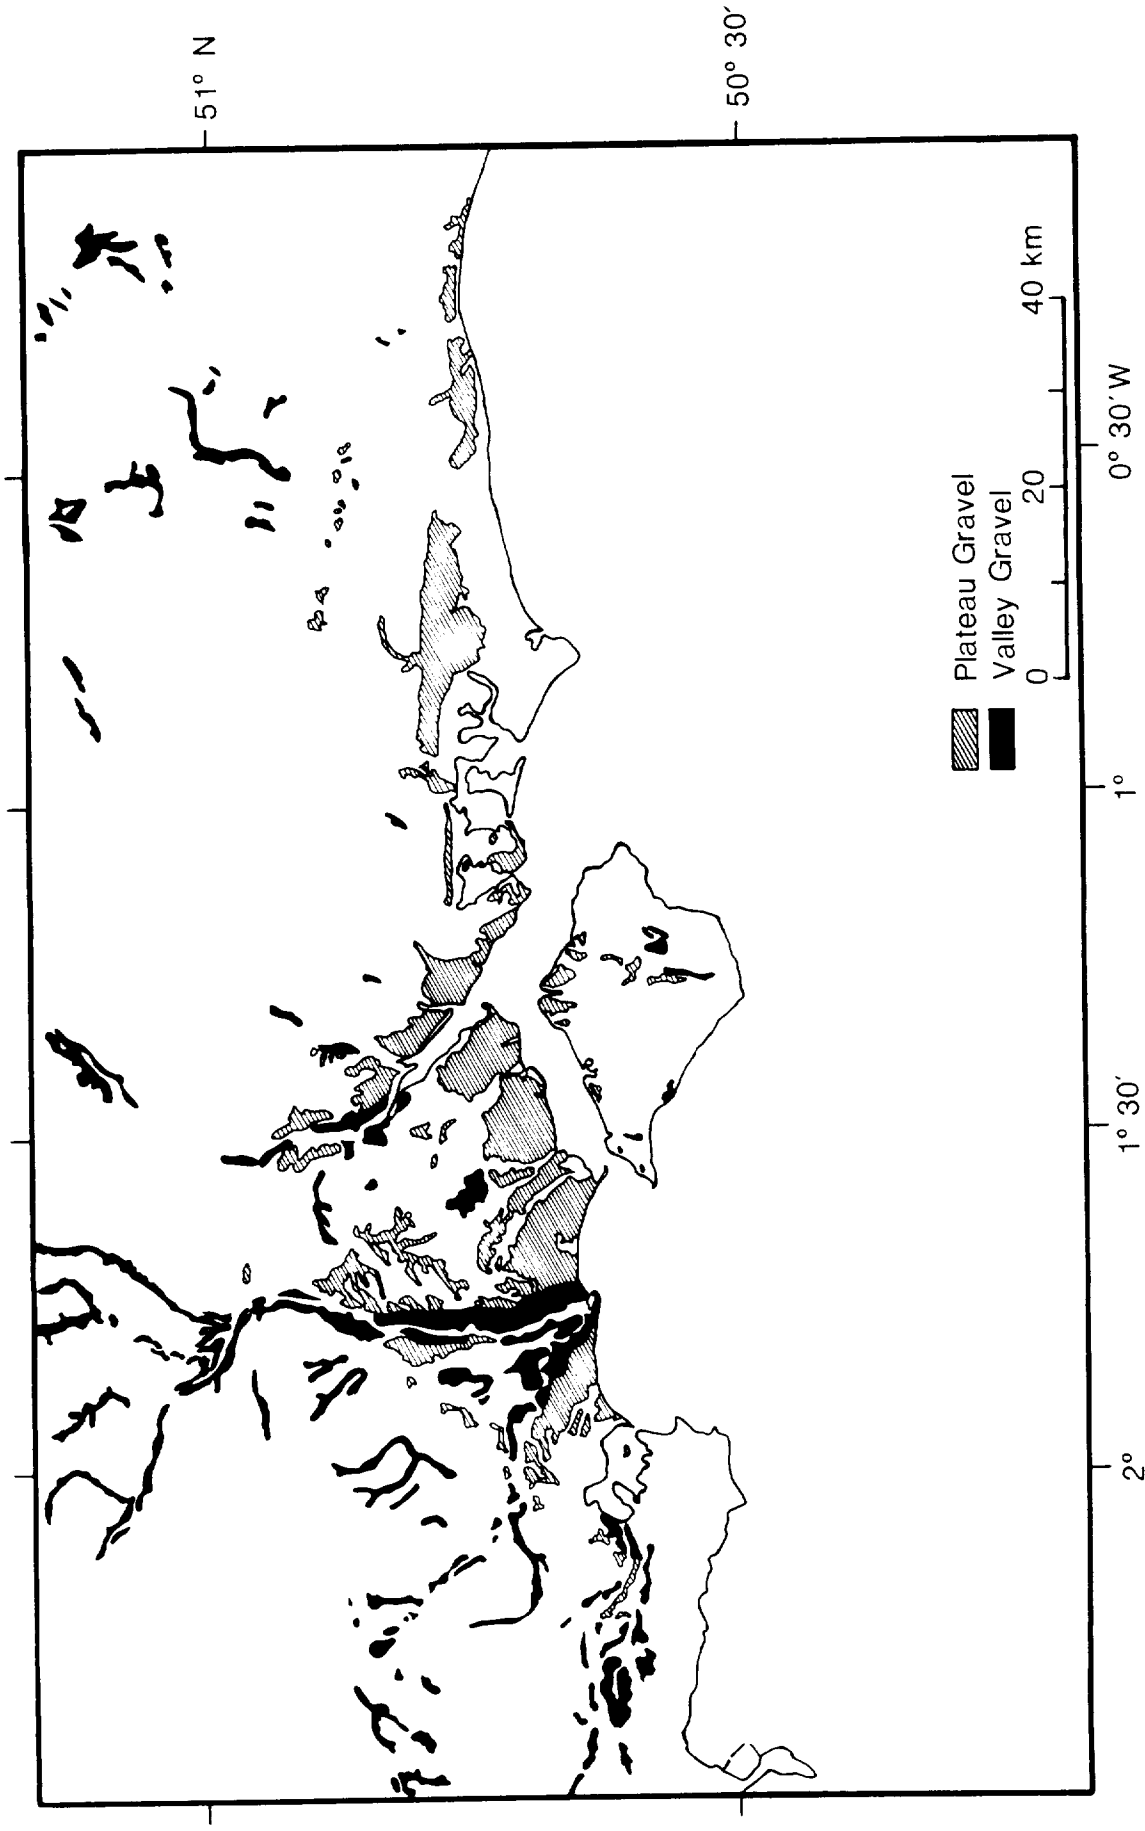 51° N
50° 30′
Plateau Gravel
Valley Gravel
0 20 40 km
2°
1° 30′
1°
0° 30′ W